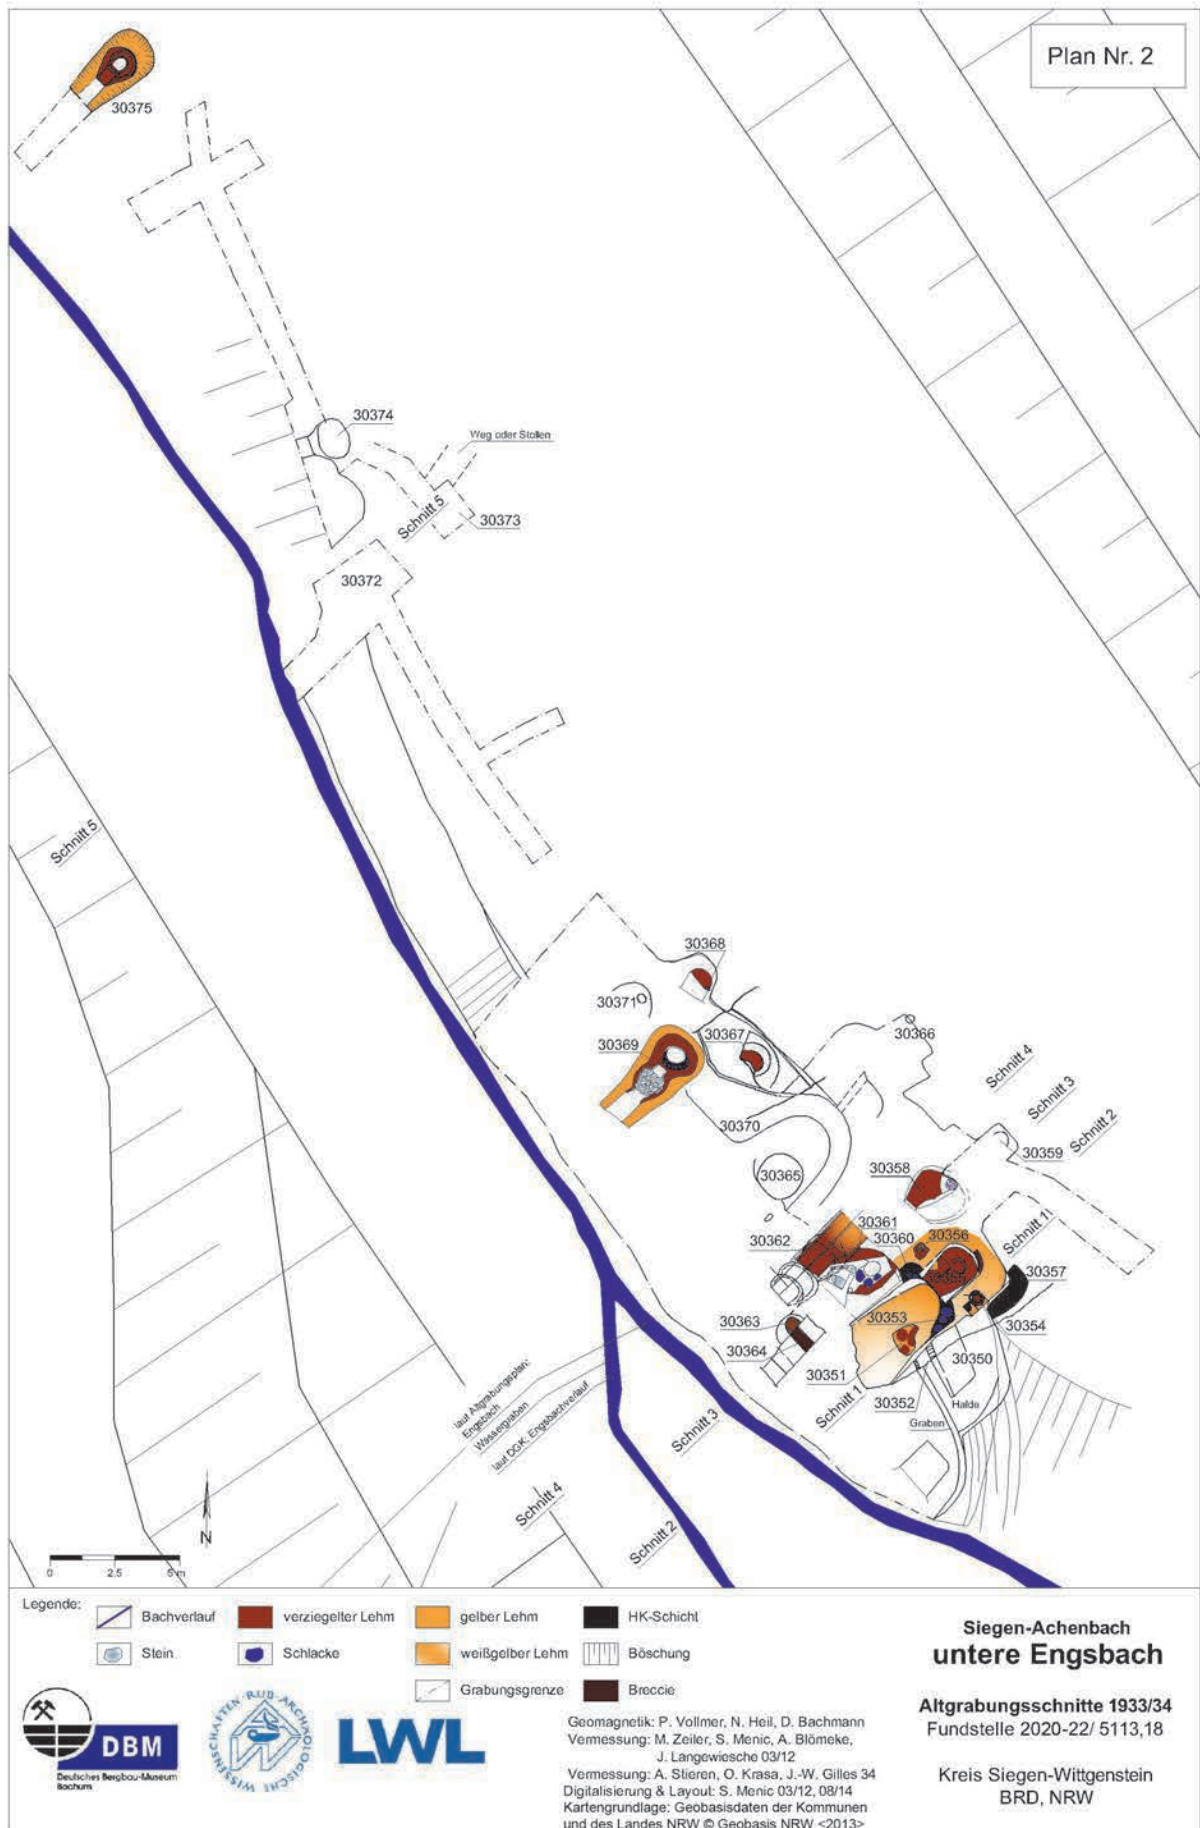 Plan Nr. 2
30375
30374
Weg oder Stollen
Schnitt 5
30373
30372
Schnitt 5
30368
30371
30367
30366
30369
Schnitt 4
Schnitt 3
30370
Schnitt 2
30359
30365
30358
30361
30362
30360
30356
Schnitt 1
30355
30357
30363
30353
30354
30364
30350
30351
30352
Schnitt 1
Halde
Graben
laut Altgrabungsplan:
Engsbach
Wassergraben
laut DGK: Engsbachverlauf
Schnitt 3
Schnitt 4
Schnitt 2
N
0 2.5 5 m
Legende:
Bachverlauf
verziegelter Lehm
gelber Lehm
HK-Schicht
Stein
Schlacke
weißgelber Lehm
Böschung
Grabungsgrenze
Breccie
Siegen-Achenbach
untere Engsbach
Altgrabungsschnitte 1933/34
Fundstelle 2020-22/ 5113,18
Kreis Siegen-Wittgenstein
BRD, NRW
DBM
Deutsches Bergbau-Museum
Bochum
RUB·ARCHÄOLOGISCHE WISSENSCHAFTEN
LWL
Geomagnetik: P. Vollmer, N. Heil, D. Bachmann
Vermessung: M. Zeiler, S. Menic, A. Blömeke,
J. Langewiesche 03/12
Vermessung: A. Stieren, O. Krasa, J.-W. Gilles 34
Digitalisierung & Layout: S. Menic 03/12, 08/14
Kartengrundlage: Geobasisdaten der Kommunen
und des Landes NRW © Geobasis NRW <2013>